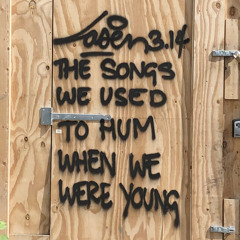 Laser 3.14
THE SONGS
WE USED
TO HUM
WHEN WE
WERE YOUNG